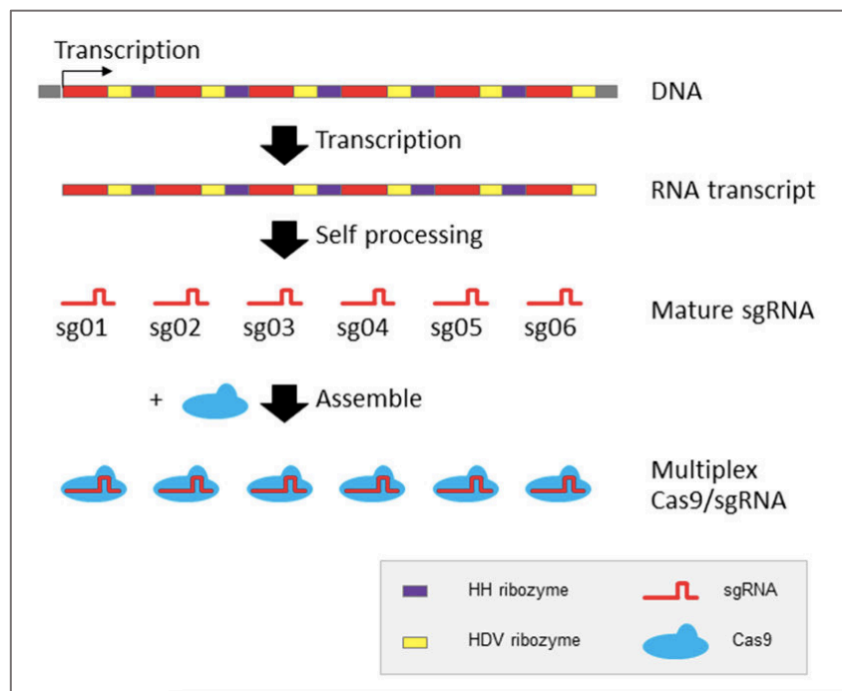 Transcription
DNA
Transcription
RNA transcript
Self processing
sg01 sg02 sg03 sg04 sg05 sg06
Mature sgRNA
+
Assemble
Multiplex
Cas9/sgRNA
HH ribozyme
sgRNA
HDV ribozyme
Cas9